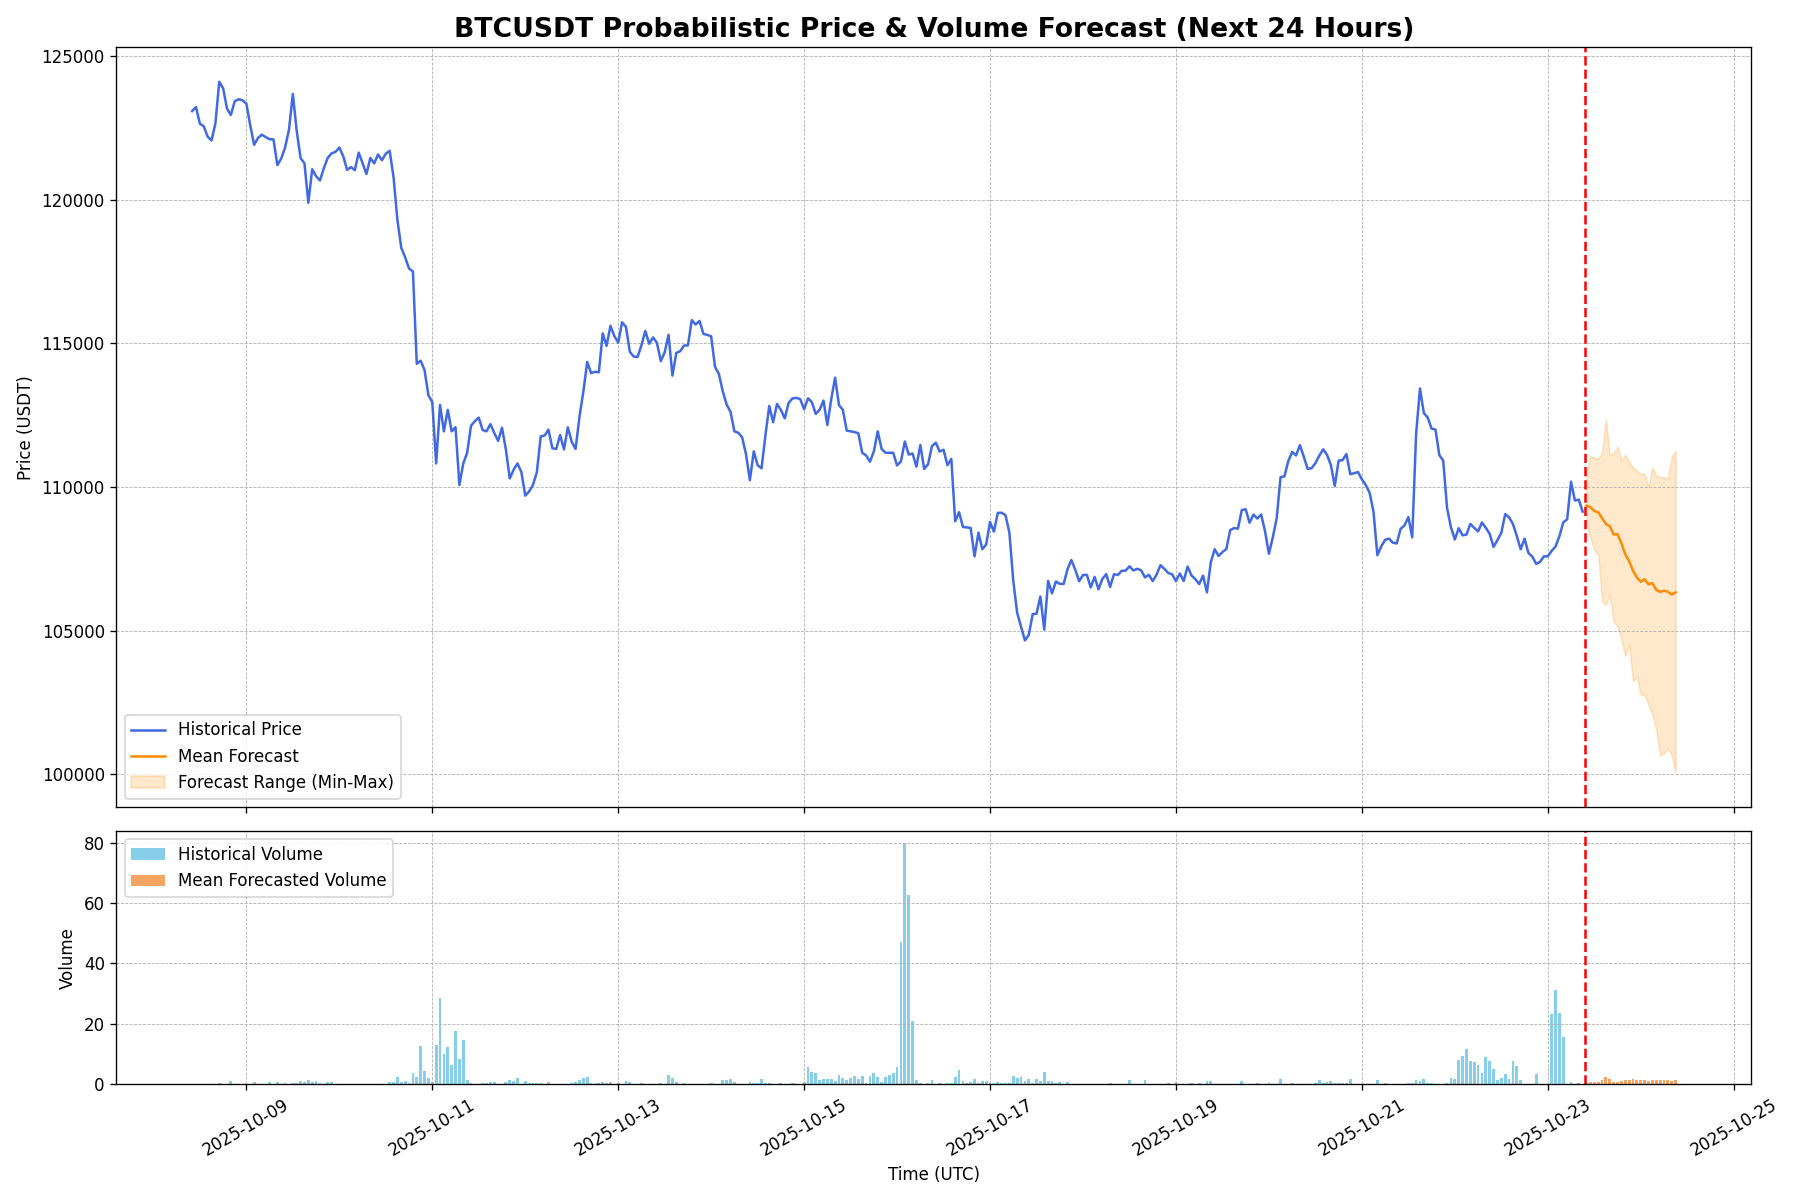 BTCUSDT Probabilistic Price & Volume Forecast (Next 24 Hours)
125000
120000
115000
110000
105000
100000
Price (USDT)
Historical Price
Mean Forecast
Forecast Range (Min-Max)
80
60
40
20
0
Volume
Historical Volume
Mean Forecasted Volume
2025-10-09
2025-10-11
2025-10-13
2025-10-15
2025-10-17
2025-10-19
2025-10-21
2025-10-23
2025-10-25
Time (UTC)